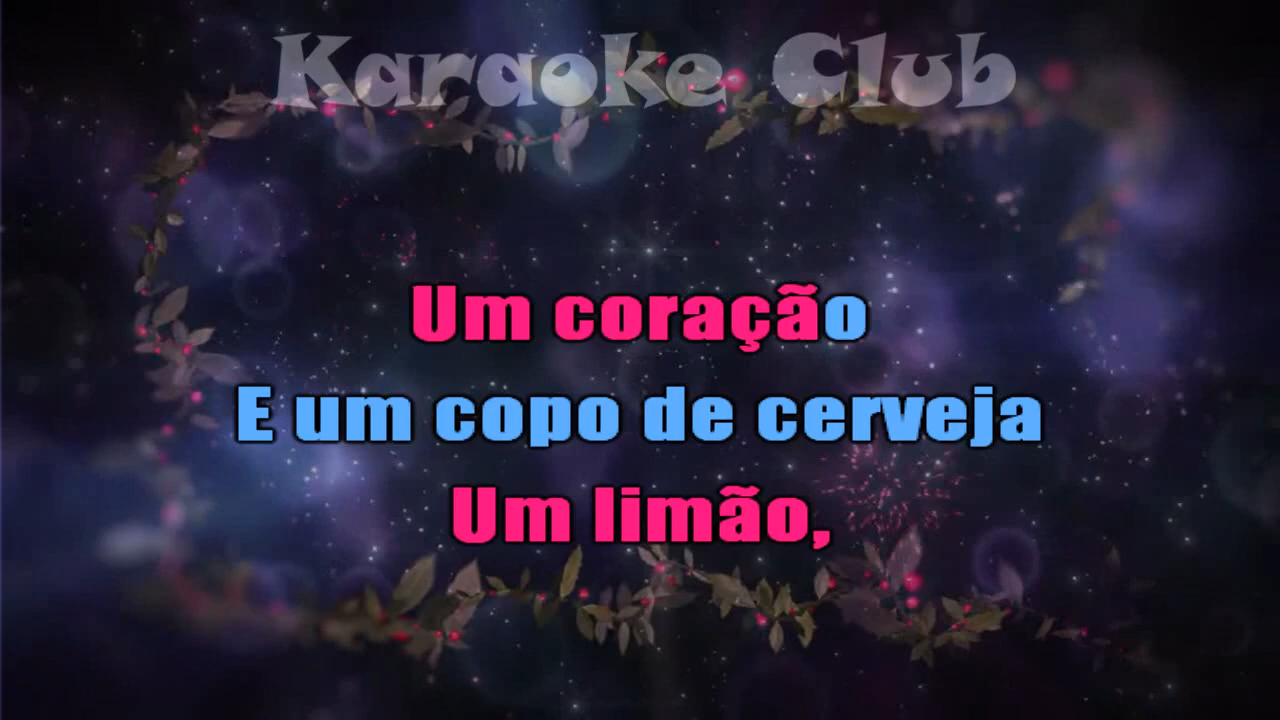 Karaoke Club
Um coração
E um copo de cerveja
Um limão,